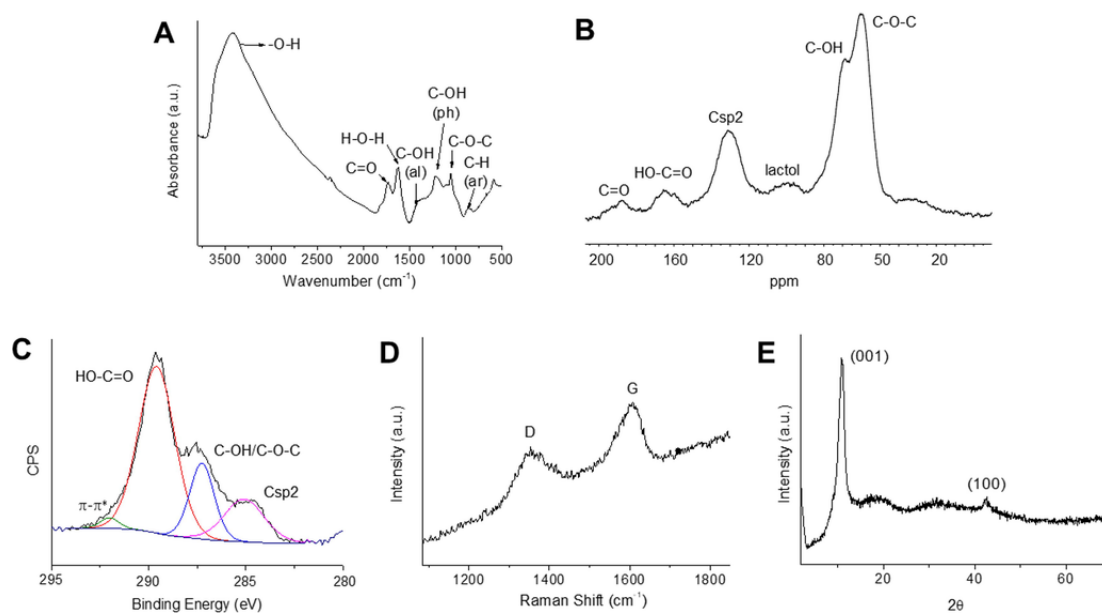 A
-O-H
C-OH
(ph)
H-O-H
C-OH
(al)
C-O-C
C=O
C-H
(ar)
Absorbance (a.u.)
3500 3000 2500 2000 1500 1000 500
Wavenumber (cm⁻¹)
B
C-O-C
C-OH
Csp2
HO-C=O
lactol
C=O
200 160 120 80 60 50 20
ppm
C
HO-C=O
C-OH/C-O-C
Csp2
π-π*
CPS
295 290 285 280
Binding Energy (eV)
D
G
D
Intensity (a.u.)
1200 1400 1600 1800
Raman Shift (cm⁻¹)
E
(001)
(100)
Intensity (a.u.)
20 40 60
2θ